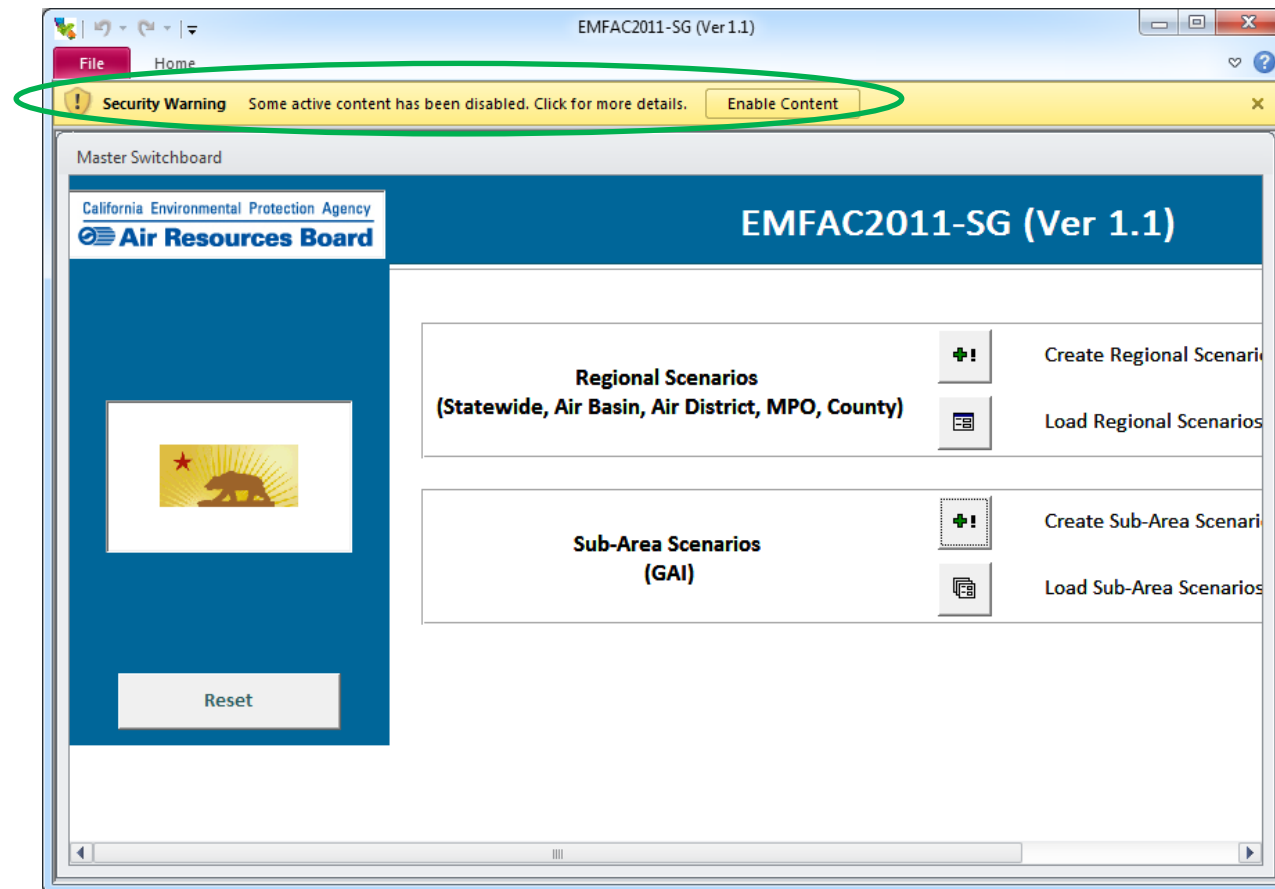 EMFAC2011-SG (Ver 1.1)
File Home
Security Warning Some active content has been disabled. Click for more details. Enable Content
Master Switchboard
California Environmental Protection Agency
Air Resources Board
EMFAC2011-SG (Ver 1.1)
Regional Scenarios
(Statewide, Air Basin, Air District, MPO, County)
Create Regional Scenari
Load Regional Scenarios
Sub-Area Scenarios
(GAI)
Create Sub-Area Scenari
Load Sub-Area Scenarios
Reset